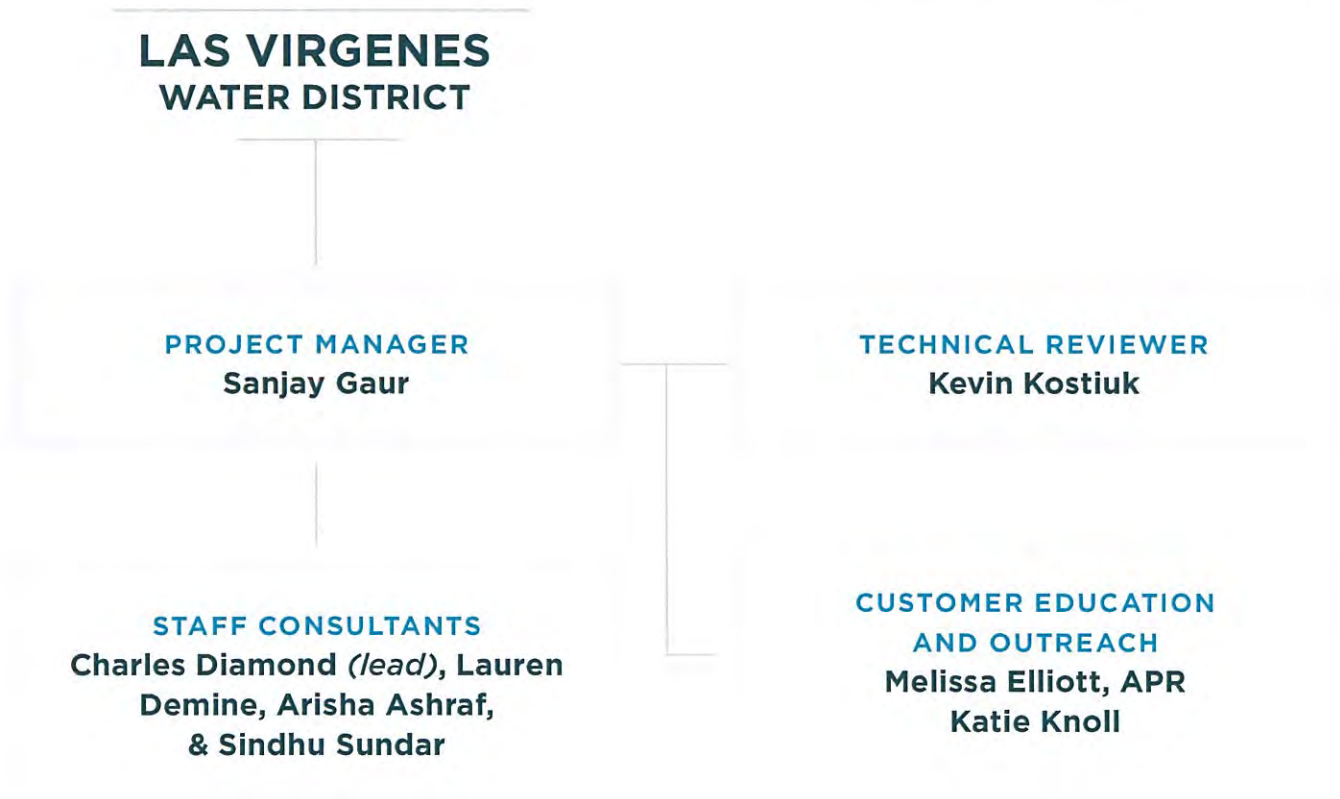 LAS VIRGENES
WATER DISTRICT
PROJECT MANAGER
Sanjay Gaur
TECHNICAL REVIEWER
Kevin Kostiuk
STAFF CONSULTANTS
Charles Diamond (lead), Lauren
Demine, Arisha Ashraf,
& Sindhu Sundar
CUSTOMER EDUCATION
AND OUTREACH
Melissa Elliott, APR
Katie Knoll